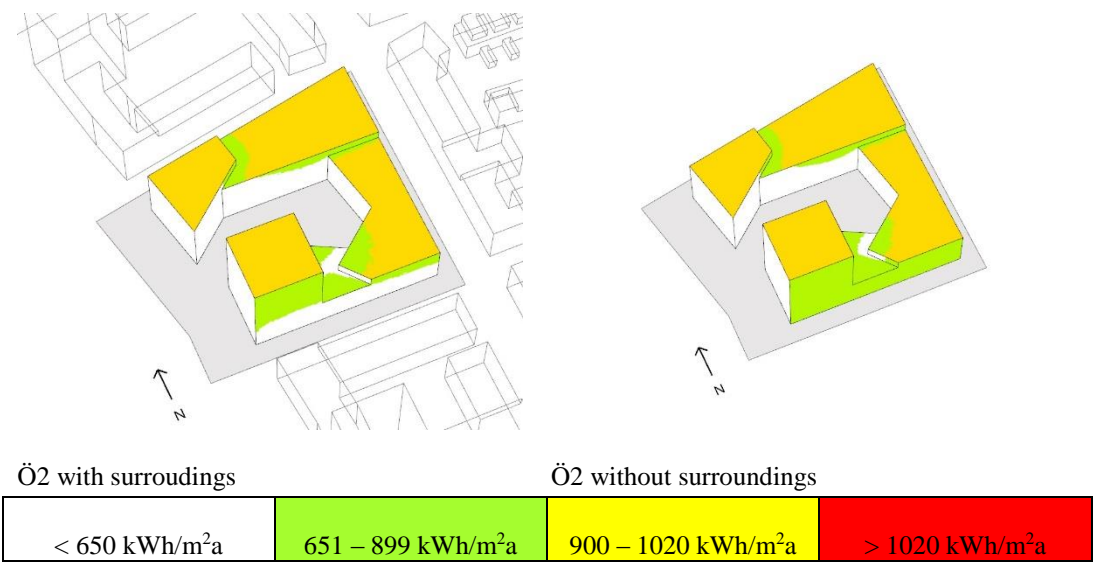 N
N
Ö2 with surroudings
Ö2 without surroundings
< 650 kWh/m²a
651 – 899 kWh/m²a
900 – 1020 kWh/m²a
> 1020 kWh/m²a